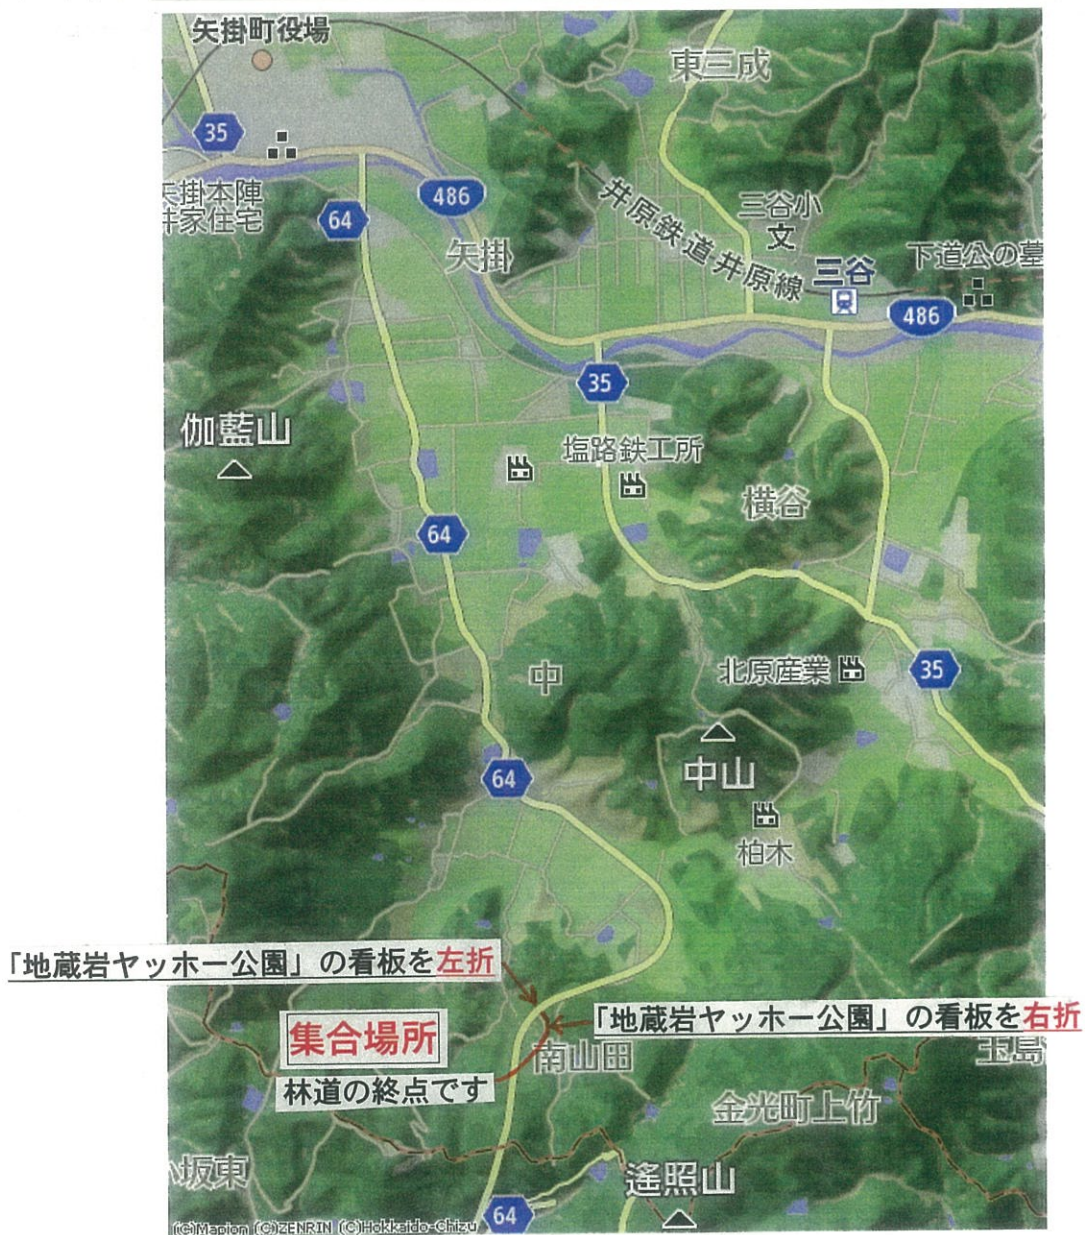 矢掛町役場
東三成
35
486
64
矢掛本陣
井家住宅
矢掛
井原鉄道井原線
三谷小
文
三谷
下道公の墓
486
35
伽藍山
塩路鉄工所
横谷
64
中
北原産業
35
中山
64
柏木
「地蔵岩ヤッホー公園」の看板を左折
「地蔵岩ヤッホー公園」の看板を右折
集合場所
南山田
玉島
林道の終点です
金光町上竹
小坂東
遙照山
64
(C)Mapion (C)ZENRIN (C)Hokkaido-Chizu